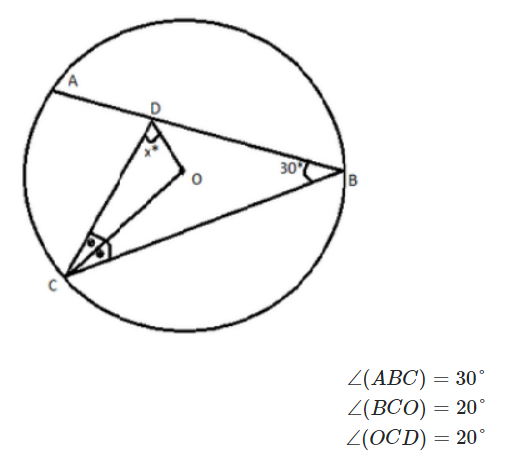 A
D
x°
O
30°
B
C
∠(ABC) = 30°
∠(BCO) = 20°
∠(OCD) = 20°